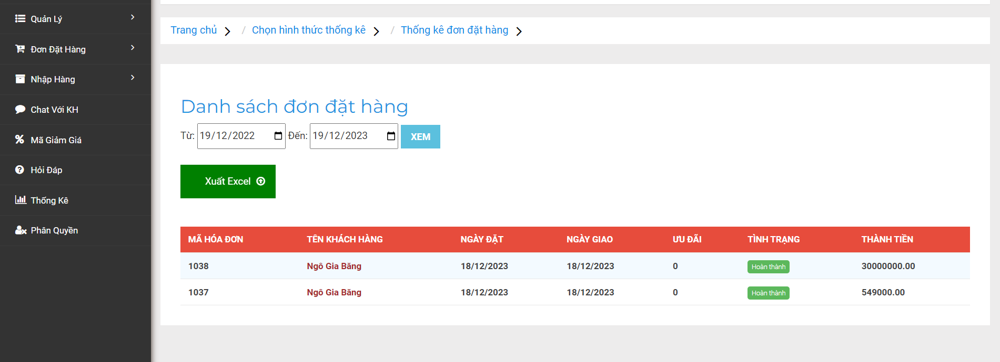 Quản Lý
Đơn Đặt Hàng
Nhập Hàng
Chat Với KH
Mã Giảm Giá
Hỏi Đáp
Thống Kê
Phân Quyền
Trang chủ / Chọn hình thức thống kê / Thống kê đơn đặt hàng
Danh sách đơn đặt hàng
Từ: 19/12/2022 Đến: 19/12/2023 XEM
Xuất Excel
MÃ HÓA ĐƠN TÊN KHÁCH HÀNG NGÀY ĐẶT NGÀY GIAO ƯU ĐÃI TÌNH TRẠNG THÀNH TIỀN
1038 Ngô Gia Băng 18/12/2023 18/12/2023 0 Hoàn thành 30000000.00
1037 Ngô Gia Băng 18/12/2023 18/12/2023 0 Hoàn thành 549000.00